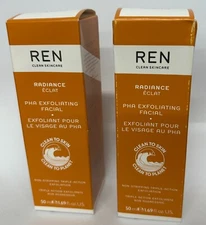 REN
CLEAN SKINCARE
RADIANCE
ÉCLAT
PHA EXFOLIATING
FACIAL
•
EXFOLIANT POUR
LE VISAGE AU PHA
CLEAN TO SKIN
CLEAN TO PLANET
REN
CLEAN SKINCARE
RADIANCE
ÉCLAT
PHA EXFOLIATING
FACIAL
•
EXFOLIANT POUR
LE VISAGE AU PHA
CLEAN TO SKIN
CLEAN TO PLANET